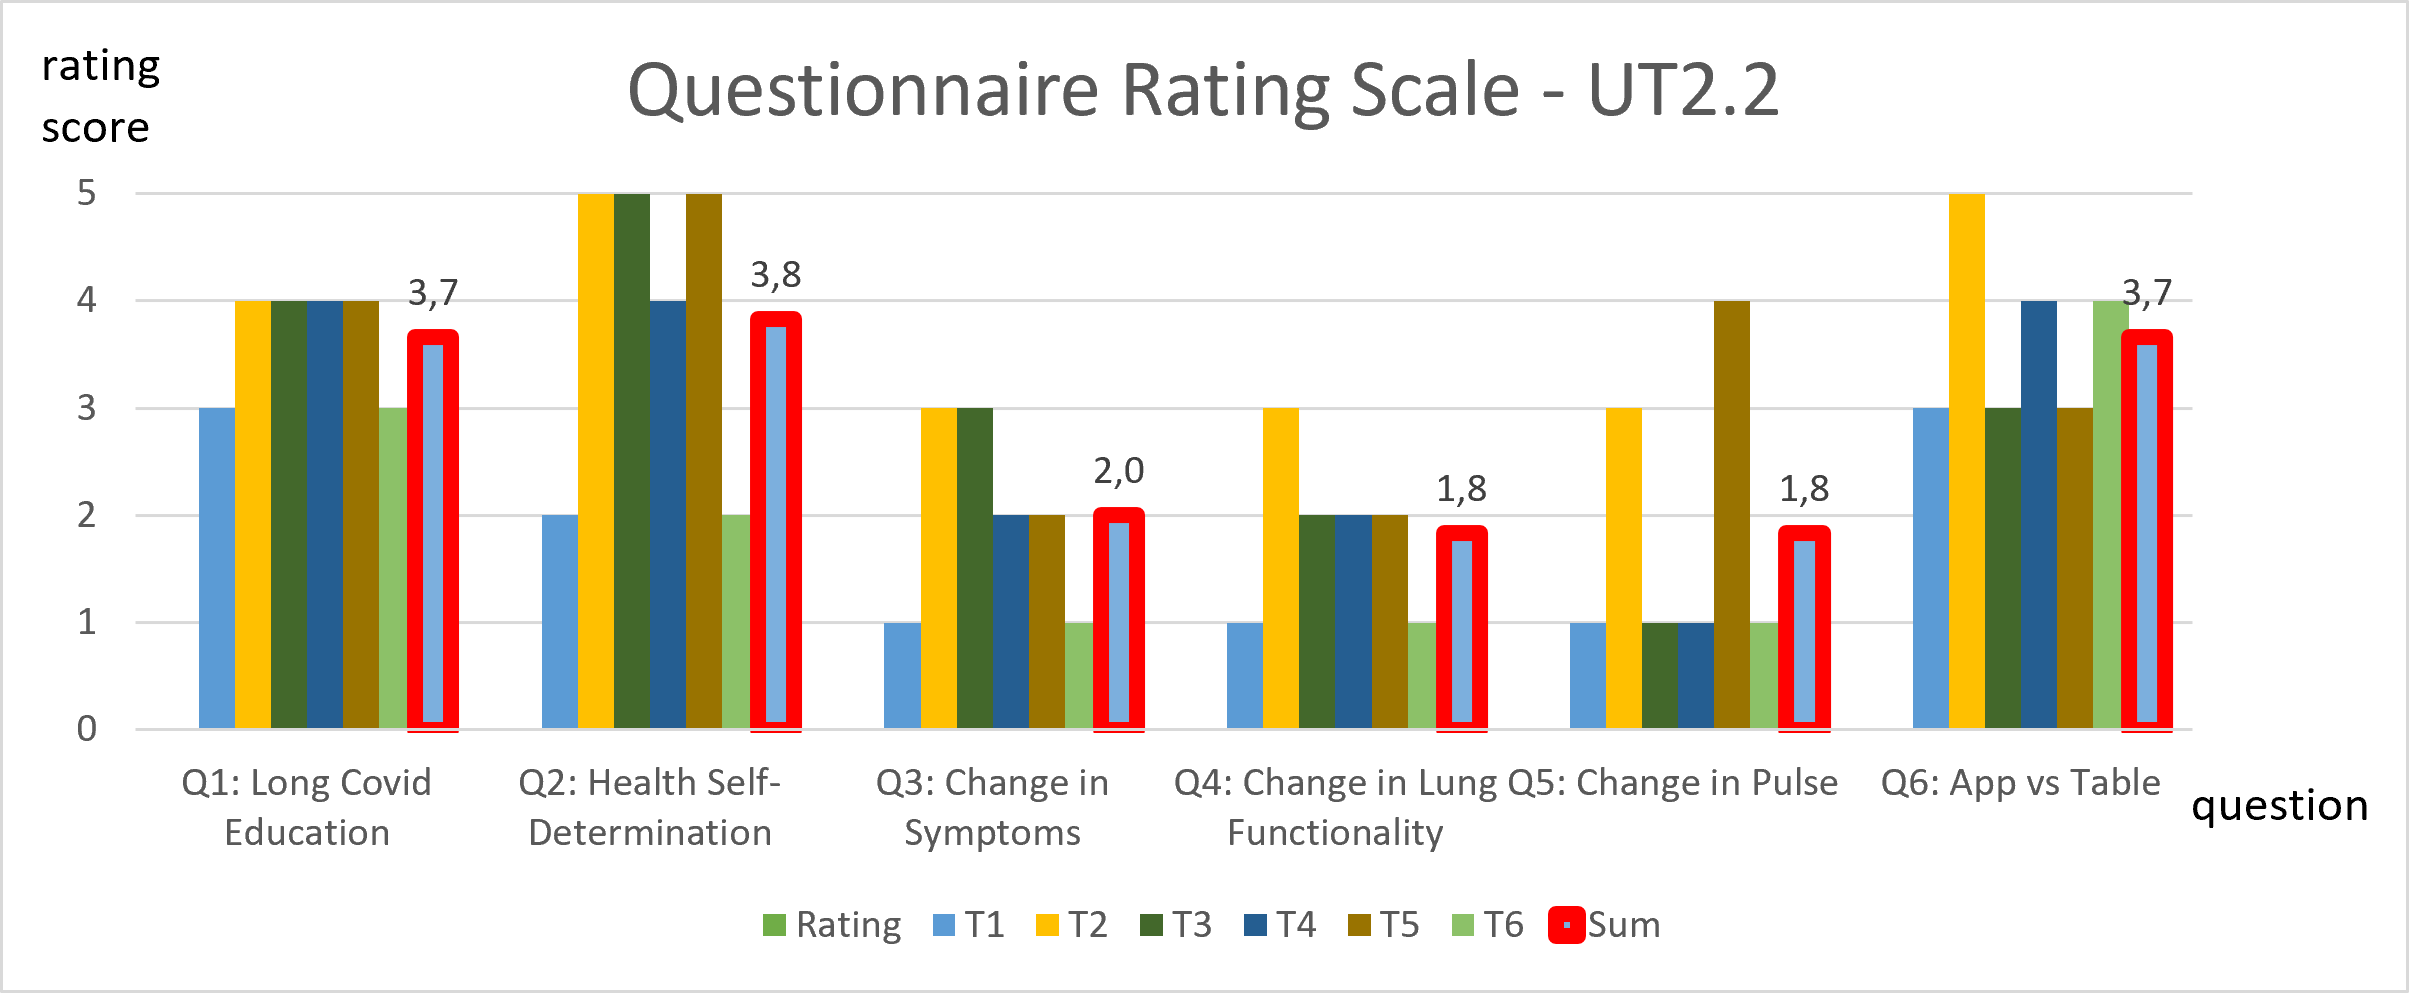 rating
score
Questionnaire Rating Scale - UT2.2
5
4
3
2
1
0
3,7
3,8
2,0
1,8
1,8
3,7
Q1: Long Covid
Education
Q2: Health Self-
Determination
Q3: Change in
Symptoms
Q4: Change in Lung
Functionality
Q5: Change in Pulse
Q6: App vs Table
question
Rating T1 T2 T3 T4 T5 T6 Sum